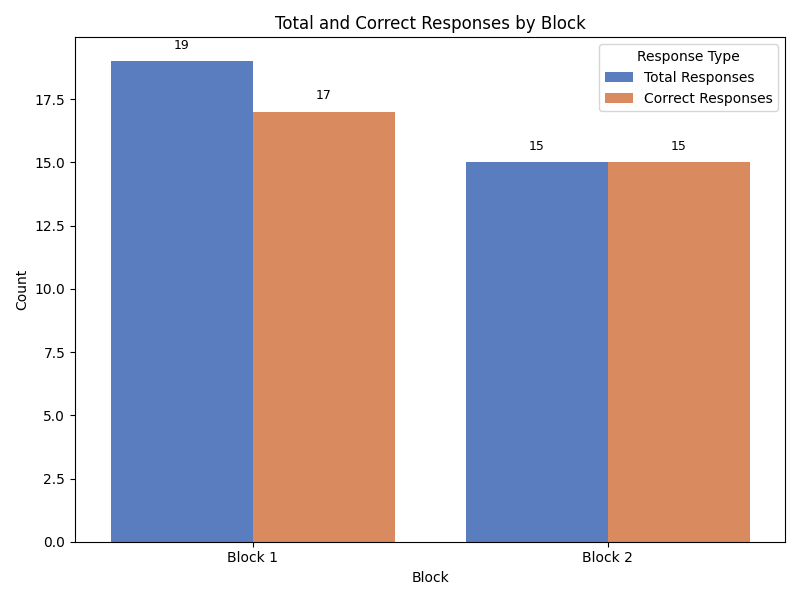 Total and Correct Responses by Block
19
17
15
15
Response Type
Total Responses
Correct Responses
17.5
15.0
12.5
10.0
7.5
5.0
2.5
0.0
Count
Block 1
Block 2
Block